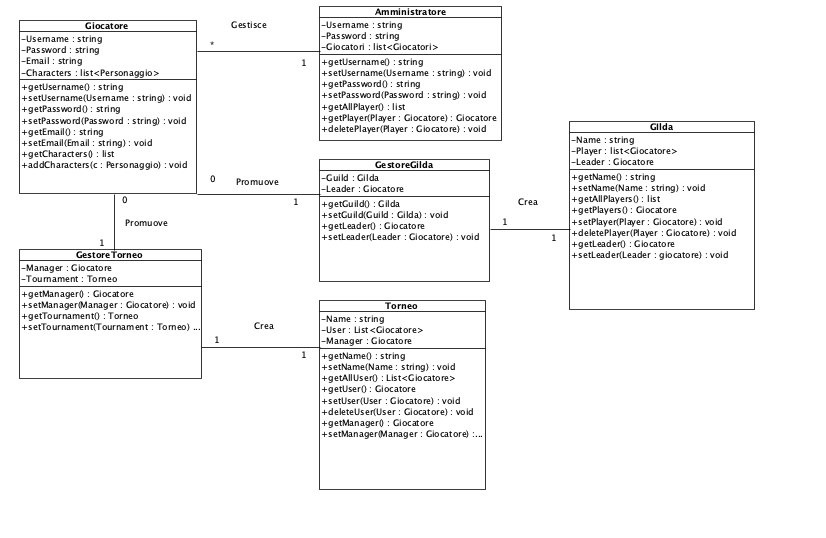 Giocatore
-Username : string
-Password : string
-Email : string
-Characters : list<Personaggio>
+getUsername() : string
+setUsername(Username : string) : void
+getPassword() : string
+setPassword(Password : string) : void
+getEmail() : string
+setEmail(Email : string) : void
+getCharacters() : list
+addCharacters(c : Personaggio) : void
Gestisce
*
1
Amministratore
-Username : string
-Password : string
-Giocatori : list<Giocatori>
+getUsername() : string
+setUsername(Username : string) : void
+getPassword() : string
+setPassword(Password : string) : void
+getAllPlayer() : list
+getPlayer(Player : Giocatore) : Giocatore
+deletePlayer(Player : Giocatore) : void
0
Promuove
1
GestoreGilda
-Guild : Gilda
-Leader : Giocatore
+getGuild() : Gilda
+setGuild(Guild : Gilda) : void
+getLeader() : Giocatore
+setLeader(Leader : Giocatore) : void
Crea
1
1
Gilda
-Name : string
-Player : list<Giocatore>
-Leader : Giocatore
+getName() : string
+setName(Name : string) : void
+getAllPlayers() : list
+getPlayers() : Giocatore
+setPlayer(Player : Giocatore) : void
+deletePlayer(Player : Giocatore) : void
+getLeader() : Giocatore
+setLeader(Leader : giocatore) : void
0
Promuove
1
GestoreTorneo
-Manager : Giocatore
-Tournament : Torneo
+getManager() : Giocatore
+setManager(Manager : Giocatore) : void
+getTournament() : Torneo
+setTournament(Tournament : Torneo) ...
Crea
1
1
Torneo
-Name : string
-User : List<Giocatore>
-Manager : Giocatore
+getName() : string
+setName(Name : string) : void
+getAllUser() : List<Giocatore>
+getUser() : Giocatore
+setUser(User : Giocatore) : void
+deleteUser(User : Giocatore) : void
+getManager() : Giocatore
+setManager(Manager : Giocatore) :...